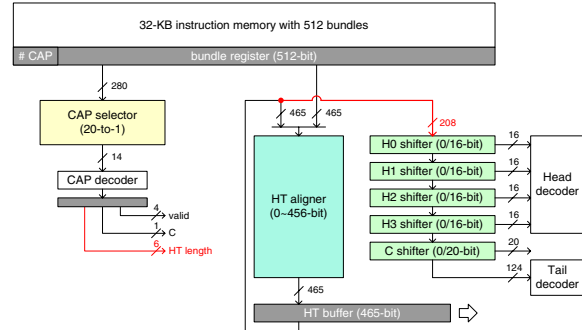 32-KB instruction memory with 512 bundles
# CAP
bundle register (512-bit)
280
465
465
208
CAP selector
(20-to-1)
14
CAP decoder
4
valid
1
C
6
HT length
HT aligner
(0~456-bit)
465
HT buffer (465-bit)
H0 shifter (0/16-bit)
16
H1 shifter (0/16-bit)
16
H2 shifter (0/16-bit)
16
H3 shifter (0/16-bit)
16
C shifter (0/20-bit)
20
124
Head
decoder
Tail
decoder